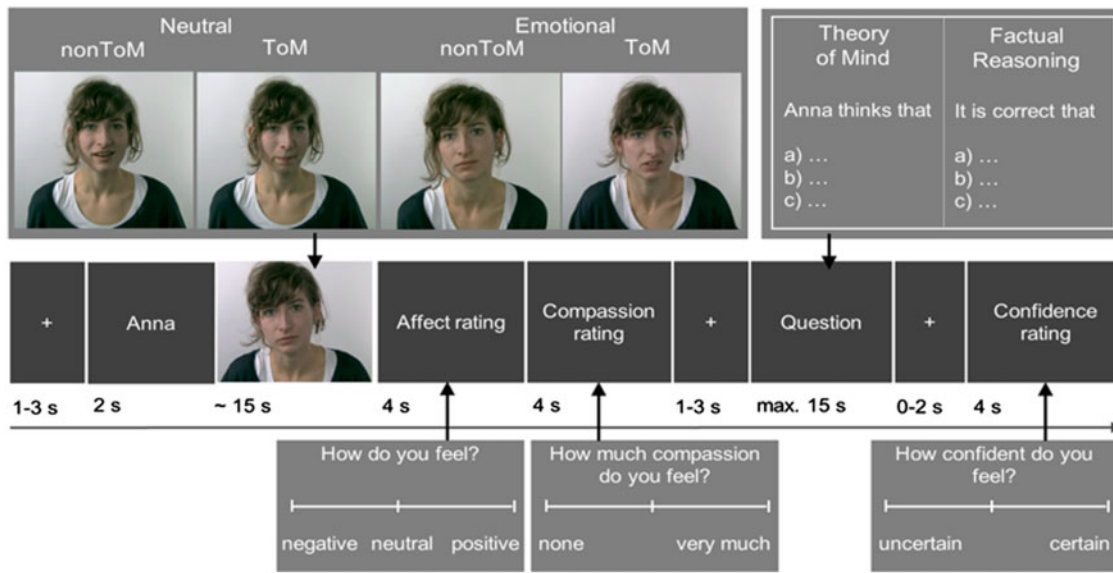 Neutral
Emotional
nonToM
ToM
nonToM
ToM
Theory
of Mind
Anna thinks that
a) ...
b) ...
c) ...
Factual
Reasoning
It is correct that
a) ...
b) ...
c) ...
+
Anna
Affect rating
Compassion
rating
+
Question
+
Confidence
rating
1-3 s
2 s
~ 15 s
4 s
4 s
1-3 s
max. 15 s
0-2 s
4 s
How do you feel?
negative
neutral
positive
How much compassion
do you feel?
none
very much
How confident do you
feel?
uncertain
certain